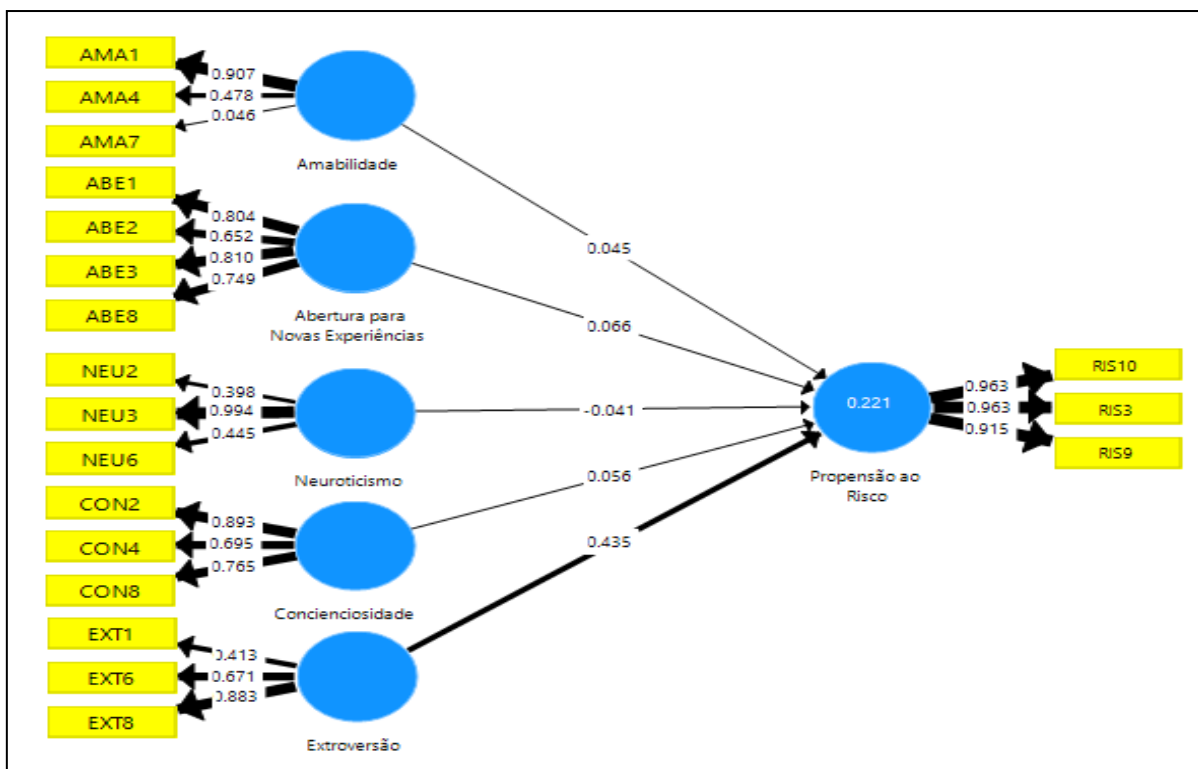 AMA1
AMA4
AMA7
0.907
0.478
0.046
Amabilidade
ABE1
ABE2
ABE3
ABE8
0.804
0.652
0.810
0.749
Abertura para
Novas Experiências
NEU2
NEU3
NEU6
0.398
0.994
0.445
Neuroticismo
CON2
CON4
CON8
0.893
0.695
0.765
Concienciosidade
EXT1
EXT6
EXT8
0.413
0.671
0.883
Extroversão
0.045
0.066
-0.041
0.056
0.435
0.221
Propensão ao
Risco
0.963
0.963
0.915
RIS10
RIS3
RIS9